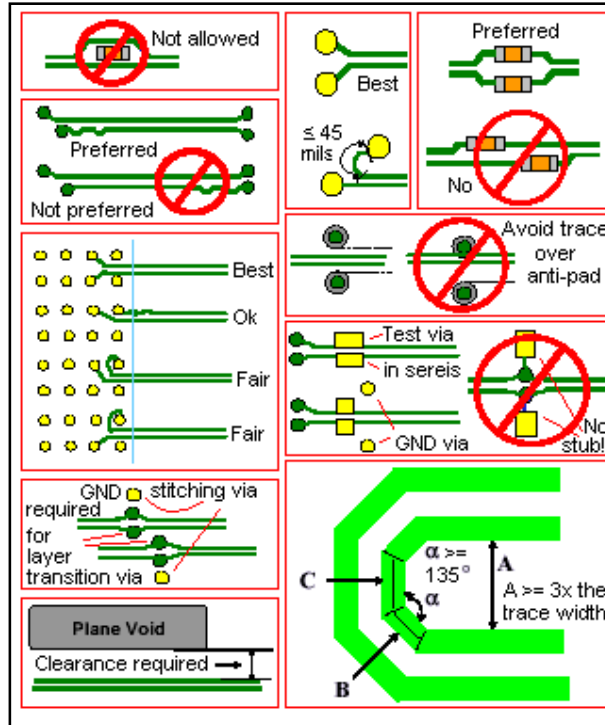 Not allowed
Preferred
Not preferred
Best
≤ 45
mils
Preferred
No
Avoid trace
over
anti-pad
Best
Ok
Fair
Fair
Test via
in sereis
GND via
No
stub!
GND
stitching via
required
for
layer
transition via
Plane Void
Clearance required
α >=
135°
α
A
A >= 3x the
trace width
C
B